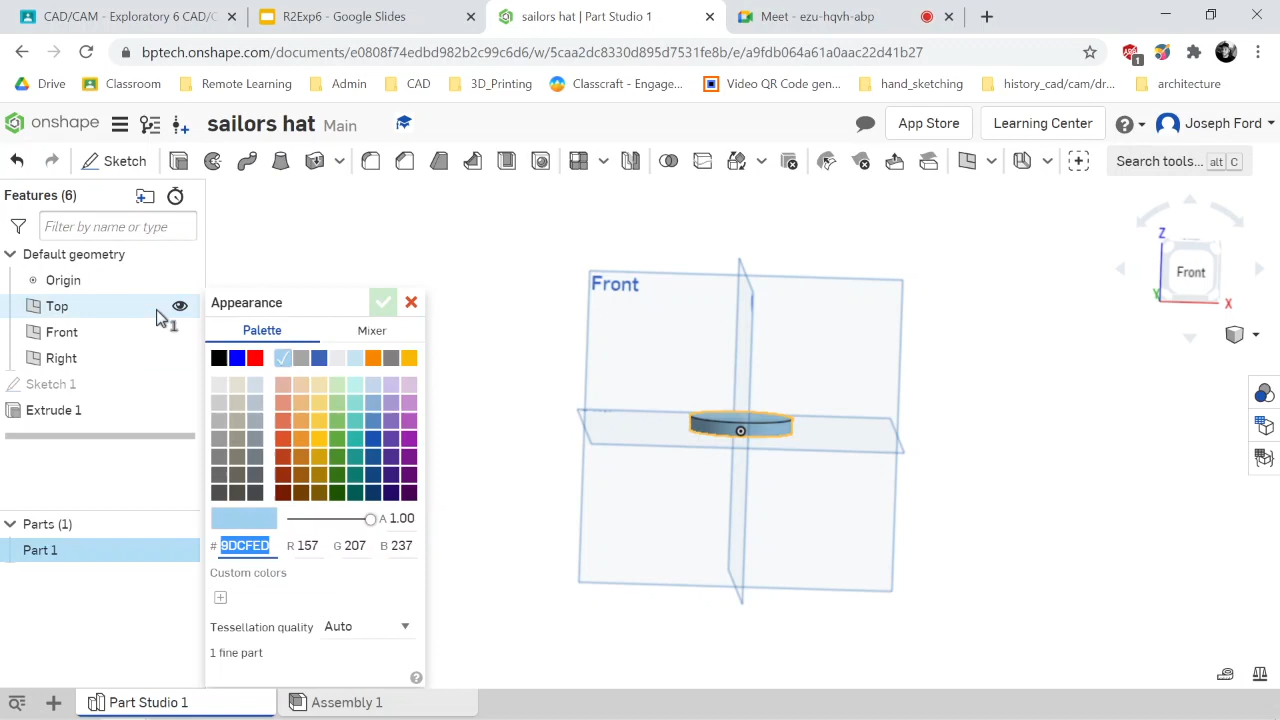 CAD/CAM - Exploratory 6 CAD/C
R2Exp6 - Google Slides
sailors hat | Part Studio 1
Meet - ezu-hqvh-abp
bptech.onshape.com/documents/e0808f74edbd982b2c99c6d6/w/5caa2dc8330d895d7531fe8b/e/a9fdb064a61a0aac22d41b27
1
Drive
Classroom
Remote Learning
Admin
CAD
3D_Printing
Classcraft - Engage...
Video QR Code gen...
hand_sketching
history_cad/cam/dr...
architecture
onshape
sailors hat Main
App Store
Learning Center
Joseph Ford
Sketch
Search tools... alt C
Features (6)
Filter by name or type
Default geometry
Origin
Top
1
Front
Right
Sketch 1
Extrude 1
Parts (1)
Part 1
Appearance
Palette
Mixer
A 1.00
# 9DCFED R 157 G 207 B 237
Custom colors
Tessellation quality Auto
1 fine part
Front
Z
Front
Y
X
Part Studio 1
Assembly 1